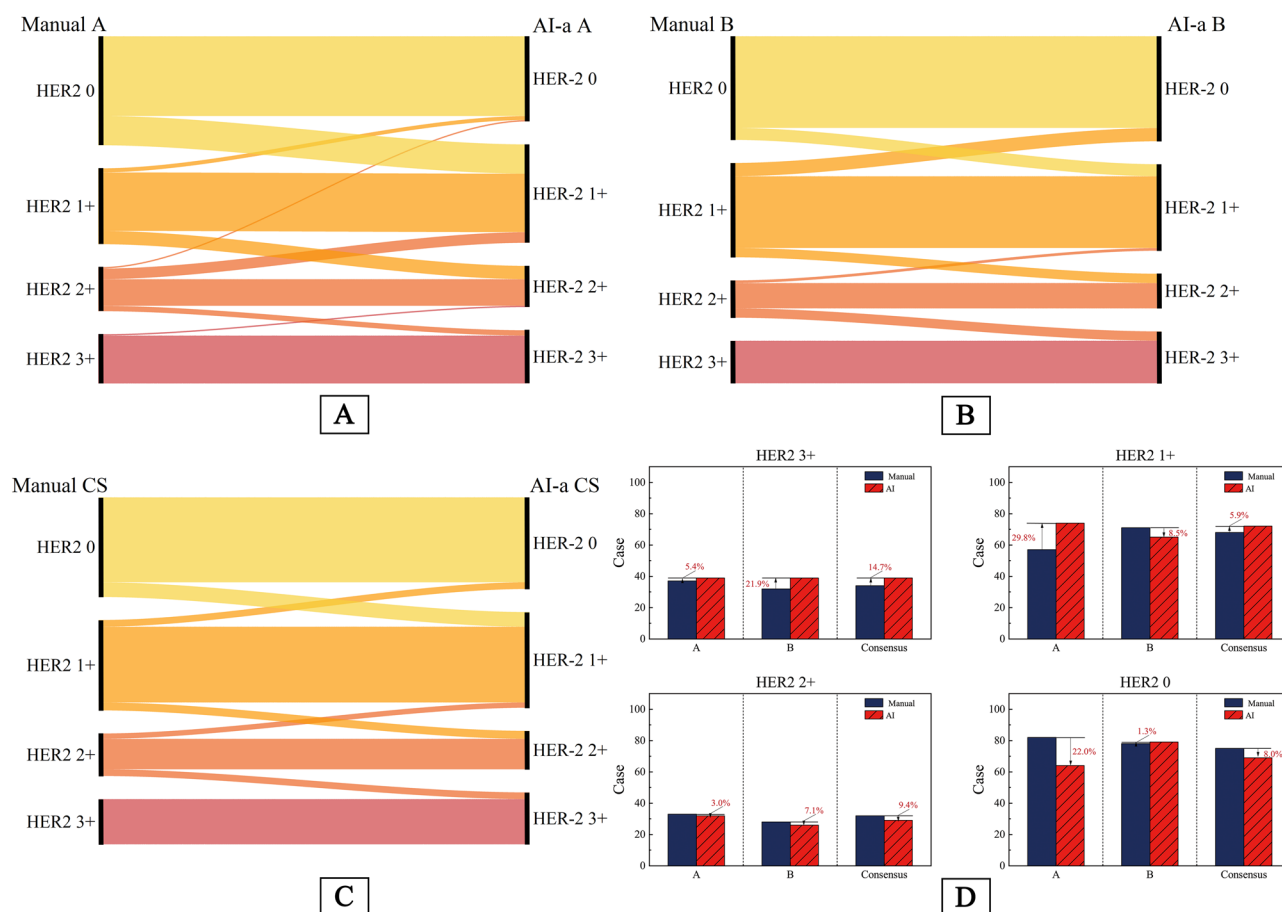 Manual A
AI-a A
HER2 0
HER2 1+
HER2 2+
HER2 3+
HER-2 0
HER-2 1+
HER-2 2+
HER-2 3+
A
Manual B
AI-a B
HER2 0
HER2 1+
HER2 2+
HER2 3+
HER-2 0
HER-2 1+
HER-2 2+
HER-2 3+
B
Manual CS
AI-a CS
HER2 0
HER2 1+
HER2 2+
HER2 3+
HER-2 0
HER-2 1+
HER-2 2+
HER-2 3+
C
HER2 3+
Manual
AI
Case
100
80
60
40
20
0
5.4%
21.9%
14.7%
A
B
Consensus
HER2 1+
Manual
AI
Case
100
80
60
40
20
0
29.8%
8.5%
5.9%
A
B
Consensus
HER2 2+
Manual
AI
Case
100
80
60
40
20
0
3.0%
7.1%
9.4%
A
B
Consensus
HER2 0
Manual
AI
Case
100
80
60
40
20
0
22.0%
1.3%
8.0%
A
B
Consensus
D